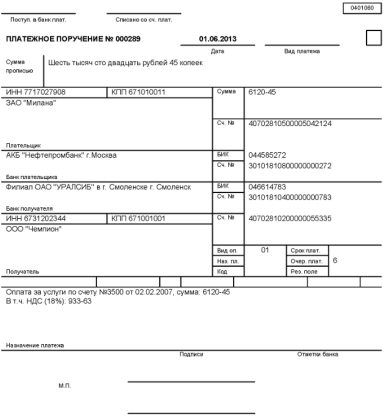 0401060
Поступ. в банк плат. Списано со сч. плат.
ПЛАТЕЖНОЕ ПОРУЧЕНИЕ № 000289 01.06.2013
Дата Вид платежа
Сумма прописью Шесть тысяч сто двадцать рублей 45 копеек
ИНН 7717027908 КПП 671010011 Сумма 6120-45
ЗАО "Милана"
Сч. № 40702810500005042124
Плательщик
АКБ "Нефтепромбанк" г.Москва БИК 044585272
Сч. № 30101810800000000272
Банк плательщика
Филиал ОАО "УРАЛСИБ" в г. Смоленске г. Смоленск БИК 046614783
Сч. № 30101810400000000783
Банк получателя
ИНН 6731202344 КПП 671001001 Сч. № 40702810200000055335
ООО "Чемпион"
Вид оп. 01 Срок плат.
Наз. пл. Очер. плат. 6
Получатель Код Рез. поле
Оплата за услуги по счету №3500 от 02.02.2007, сумма: 6120-45
В т.ч. НДС (18%): 933-63
Назначение платежа
Подписи Отметки банка
М.П.